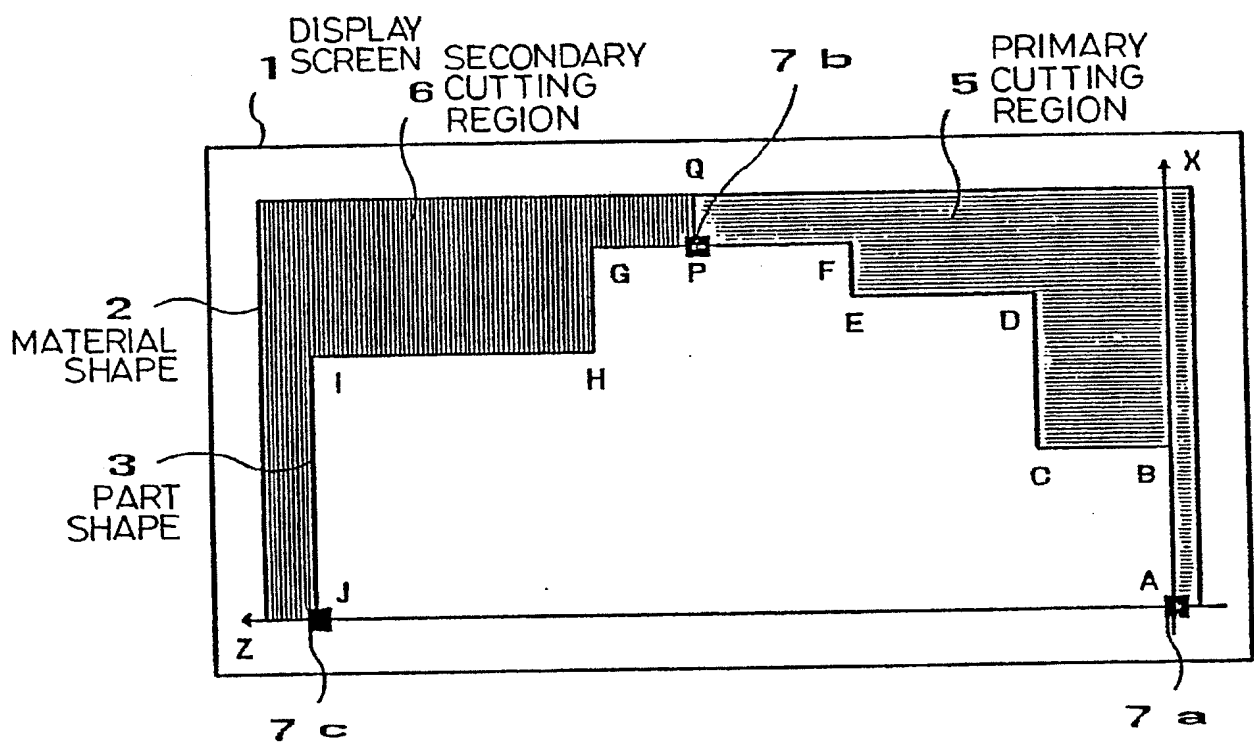 DISPLAY
1 SCREEN
SECONDARY
6 CUTTING
REGION
7 b
PRIMARY
5 CUTTING
REGION
Q
X
G
P
F
E
D
2
MATERIAL
SHAPE
I
H
3
PART
SHAPE
C
B
J
A
Z
7 c
7 a